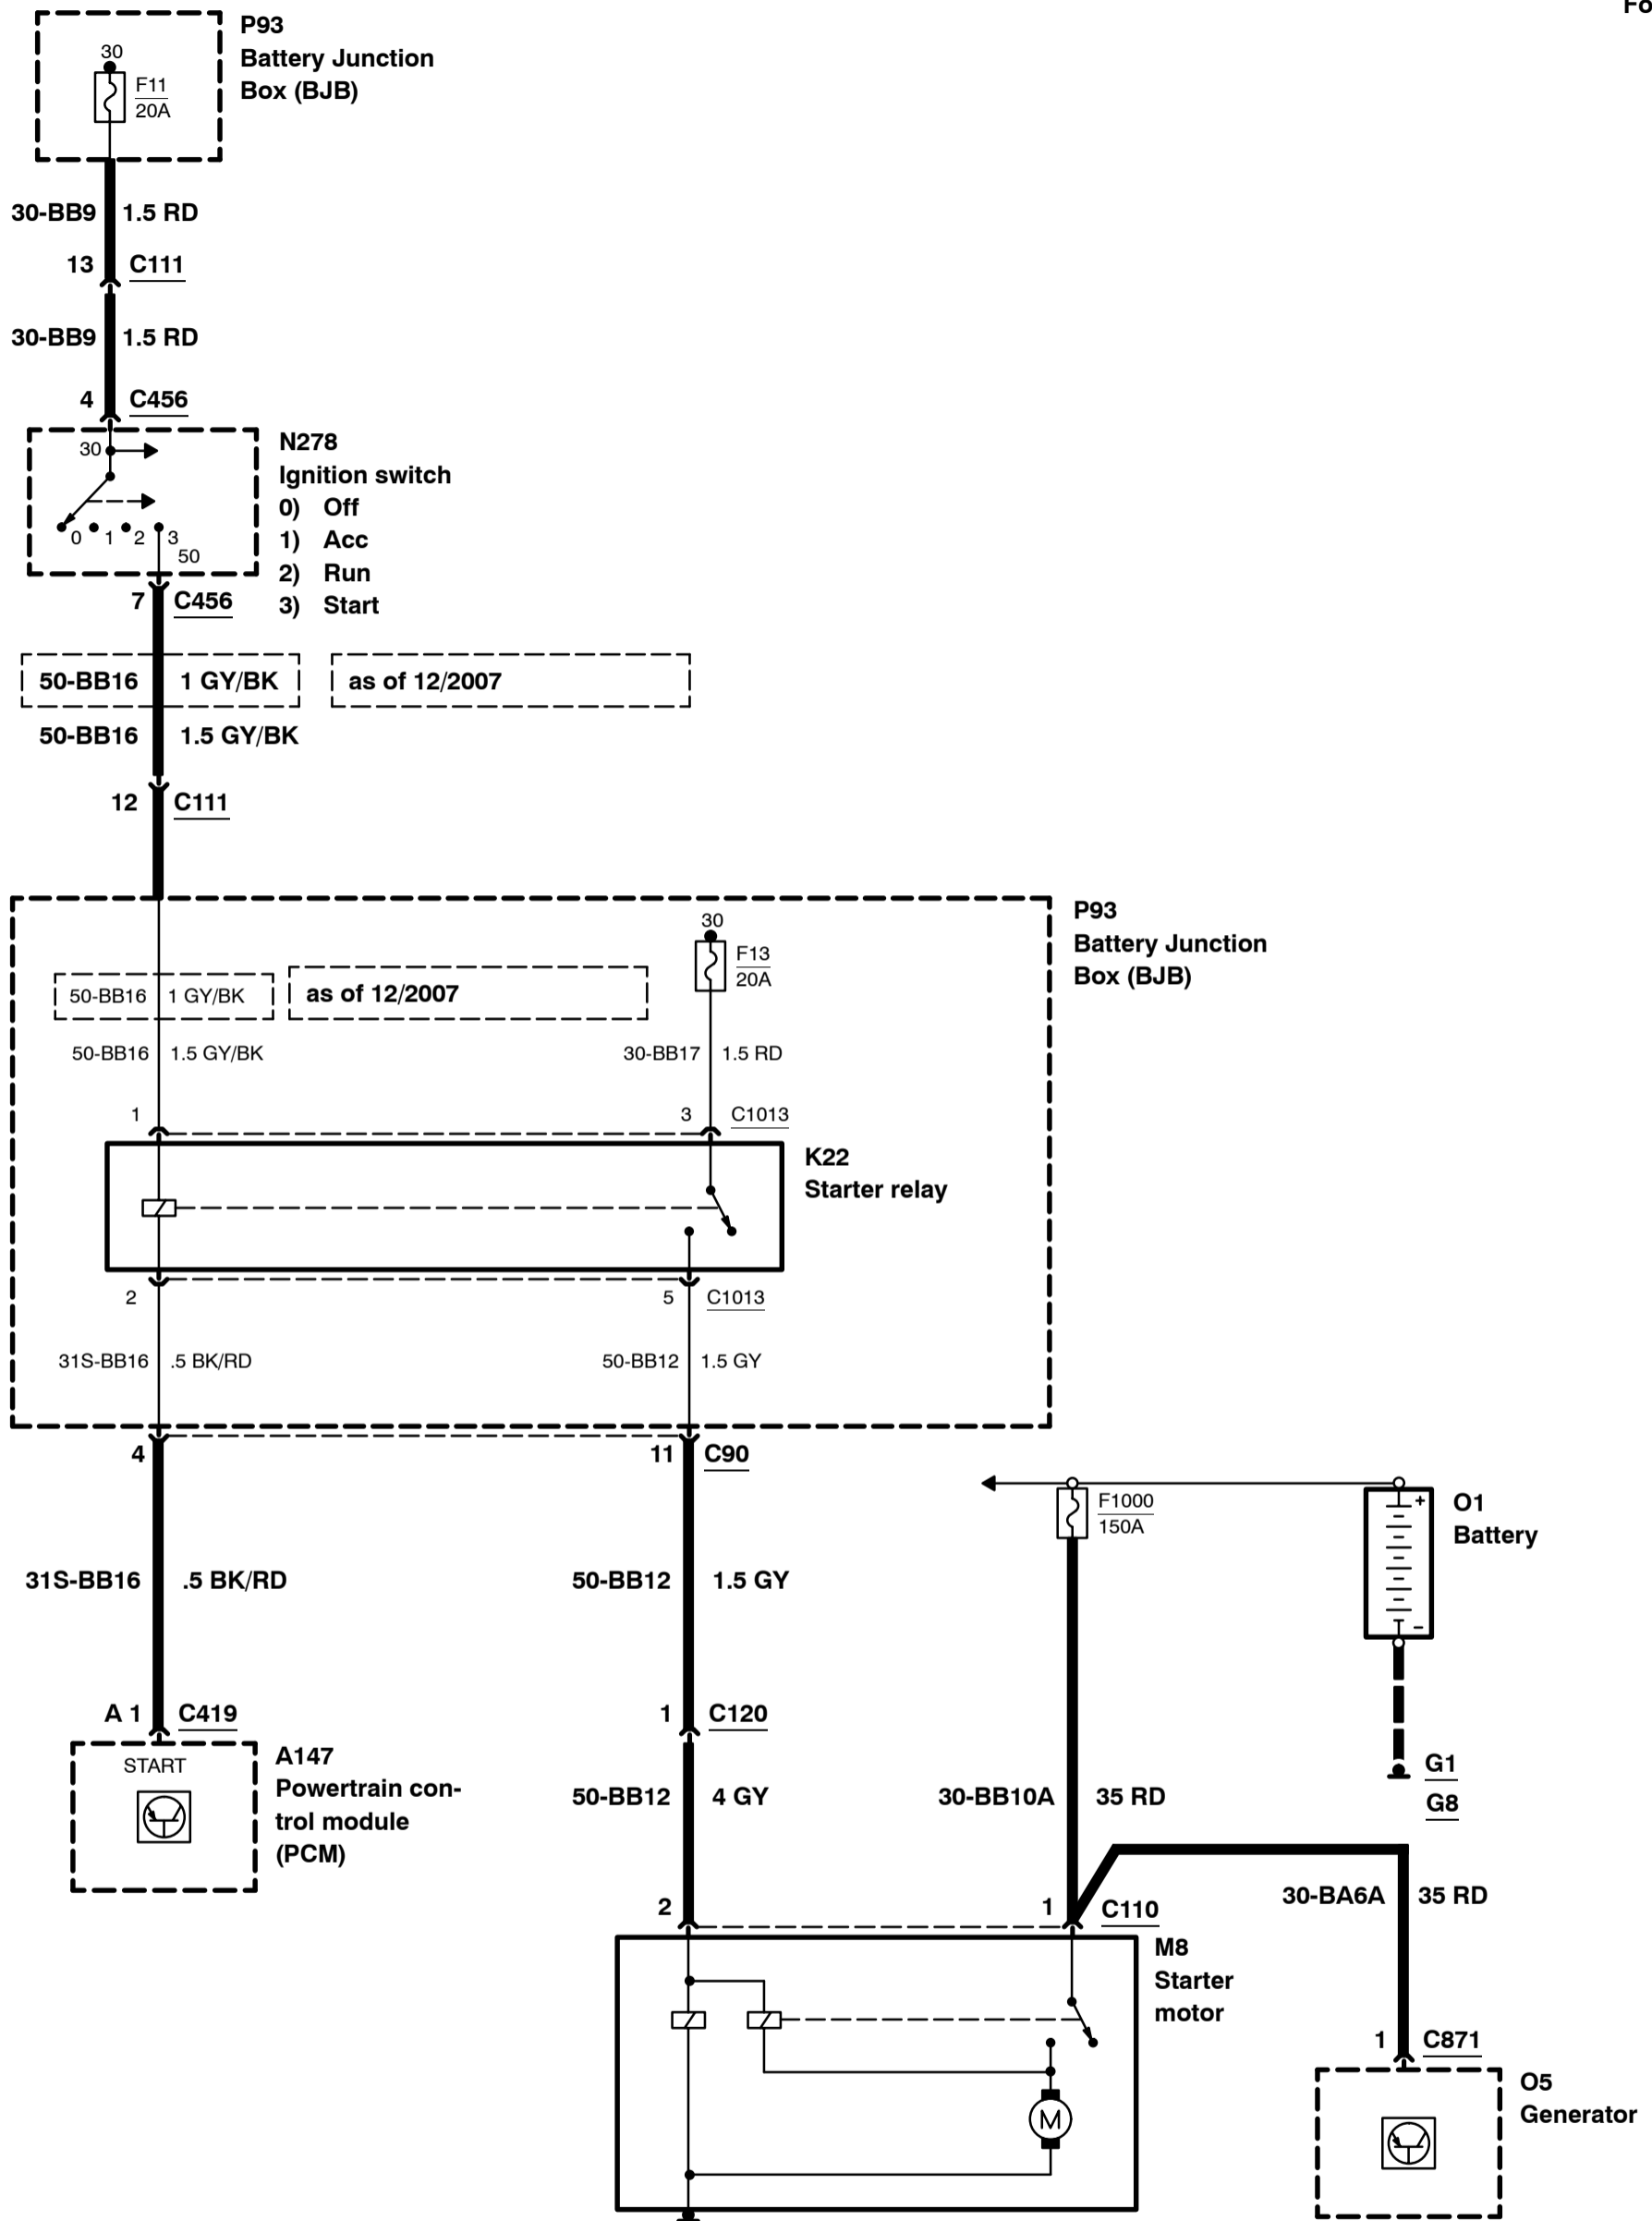 Fo
P93
Battery Junction
Box (BJB)
30
F11
20A
30-BB9 1.5 RD
13 C111
30-BB9 1.5 RD
4 C456
30
0 1 2 3
50
N278
Ignition switch
0) Off
1) Acc
2) Run
3) Start
7 C456
50-BB16 1 GY/BK as of 12/2007
50-BB16 1.5 GY/BK
12 C111
P93
Battery Junction
Box (BJB)
30
F13
20A
50-BB16 1 GY/BK as of 12/2007
50-BB16 1.5 GY/BK 30-BB17 1.5 RD
1 3 C1013
K22
Starter relay
2 5 C1013
31S-BB16 .5 BK/RD 50-BB12 1.5 GY
4 11 C90
F1000
150A
+
-
O1
Battery
31S-BB16 .5 BK/RD 50-BB12 1.5 GY
A 1 C419 1 C120
START
A147
Powertrain con-
trol module
(PCM)
50-BB12 4 GY 30-BB10A 35 RD
G1
G8
2 1 C110
30-BA6A 35 RD
M8
Starter
motor
M
1 C871
O5
Generator